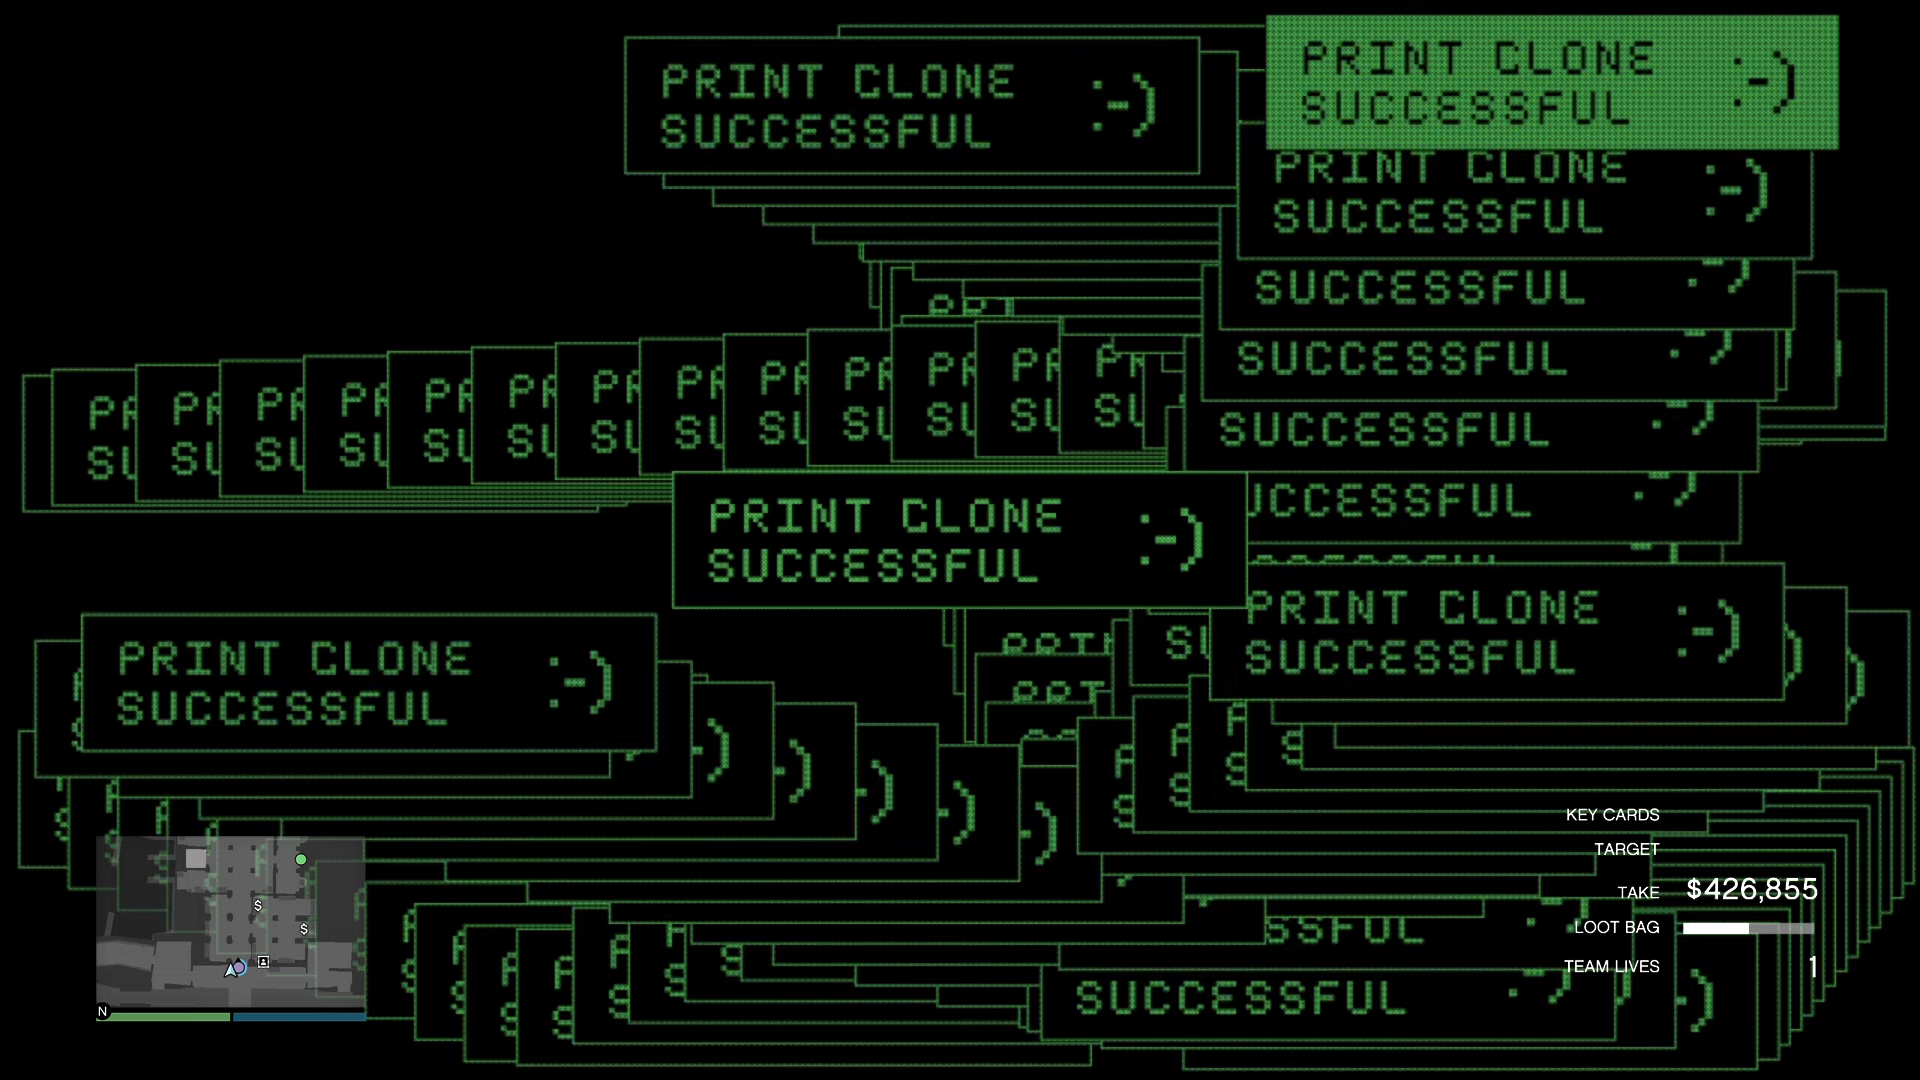 PRINT CLONE
SUCCESSFUL
:-)
PRINT CLONE
SUCCESSFUL
:-)
PRINT CLONE
SUCCESSFUL
:-)
SUCCESSFUL
SUCCESSFUL
SUCCESSFUL
PRINT CLONE
SUCCESSFUL
:-)
PRINT CLONE
SUCCESSFUL
:-)
PRINT CLONE
SUCCESSFUL
:-)
SUCCESSFUL
KEY CARDS
TARGET
TAKE $426,855
LOOT BAG
TEAM LIVES 1
$
$
N